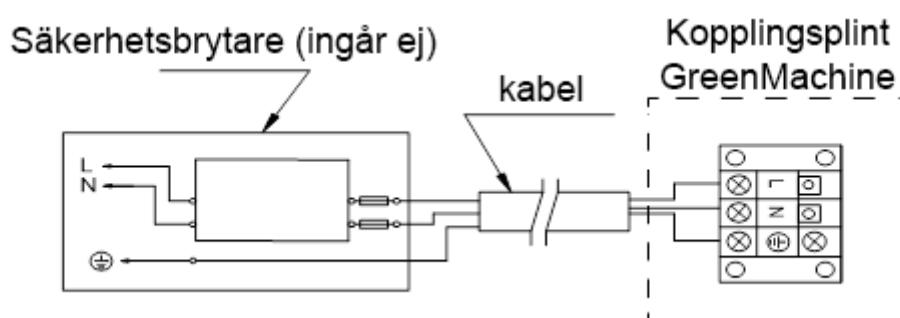 Säkerhetsbrytare (ingår ej)
kabel
Kopplingsplint
GreenMachine
L
N
L
N